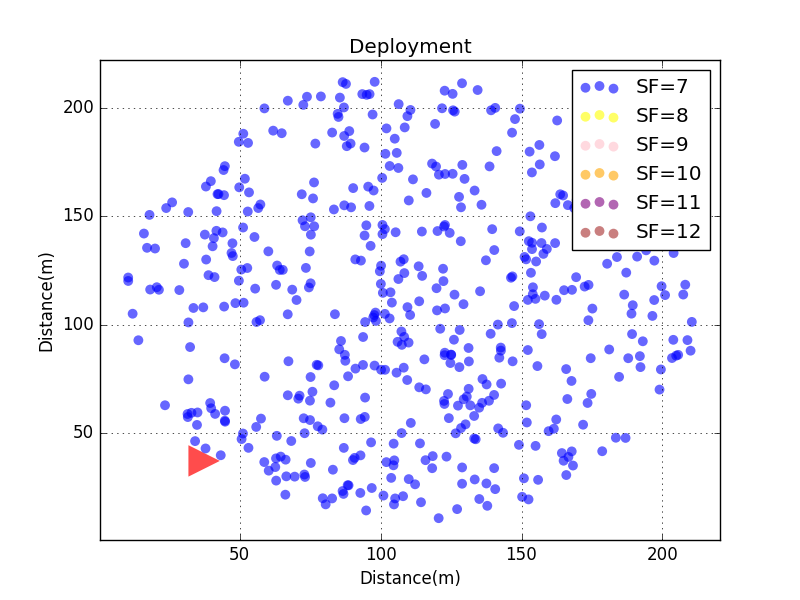 Deployment
Distance(m)
200
150
100
50
50
100
150
200
Distance(m)
SF=7
SF=8
SF=9
SF=10
SF=11
SF=12